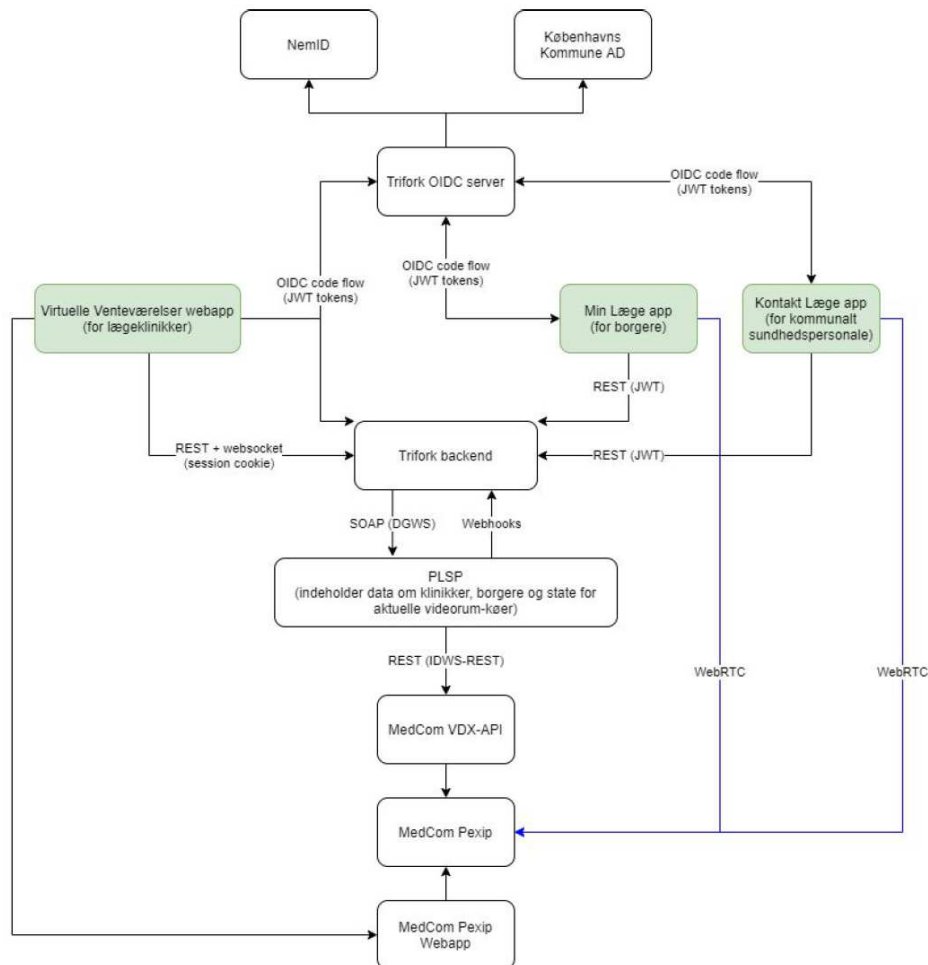 NemID
Københavns
Kommune AD
Trifork OIDC server
OIDC code flow
(JWT tokens)
OIDC code flow
(JWT tokens)
OIDC code flow
(JWT tokens)
Virtuelle Venteværelser webapp
(for lægeklinikker)
Min Læge app
(for borgere)
Kontakt Læge app
(for kommunalt
sundhedspersonale)
REST (JWT)
REST + websocket
(session cookie)
Trifork backend
REST (JWT)
SOAP (DGWS)
Webhooks
PLSP
(indeholder data om klinikker, borgere og state for
aktuelle videorum-køer)
REST (IDWS-REST)
WebRTC
WebRTC
MedCom VDX-API
MedCom Pexip
MedCom Pexip
Webapp